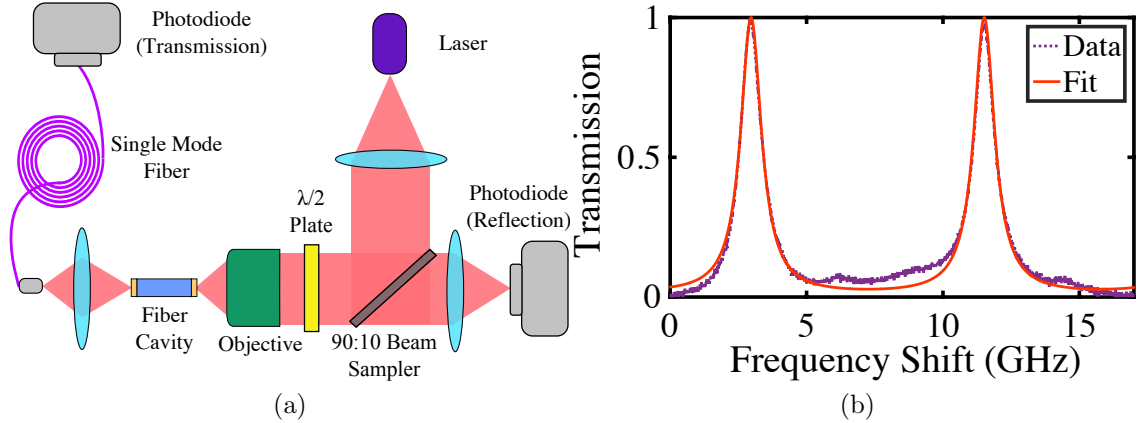 Photodiode
(Transmission)
Laser
Single Mode
Fiber
λ/2
Plate
Photodiode
(Reflection)
Fiber
Cavity
Objective
90:10 Beam
Sampler
(a)
Transmission
1
0.5
0
Data
Fit
0 5 10 15
Frequency Shift (GHz)
(b)